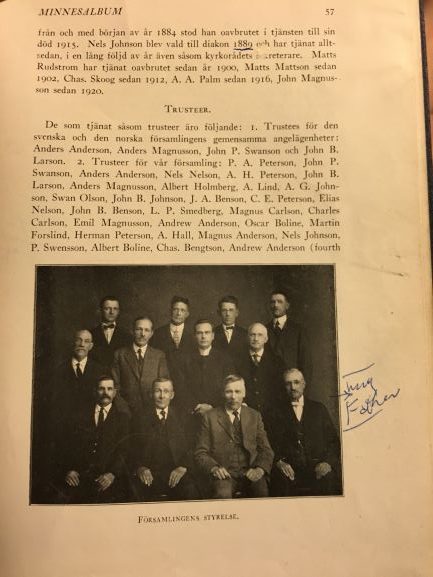 MINNESALBUM 57
från och med början av år 1884 stod han oavbrutet i tjänsten till sin
död 1915. Nels Johnson blev vald till diakon 1889 och har tjänat allt-
sedan, i en lång följd av år även såsom kyrkorådets sekreterare. Matts
Rudstrom har tjänat oavbrutet sedan år 1900, Matts Mattson sedan
1902, Chas. Skoog sedan 1912, A. A. Palm sedan 1916, John Magnus-
son sedan 1920.
TRUSTEER.
De som tjänat såsom trusteer äro följande: 1. Trustees för den
svenska och den norska församlingens gemensamma angelägenheter:
Anders Anderson, Anders Magnusson, John P. Swanson och John B.
Larson. 2. Trusteer för vår församling: P. A. Peterson, John P.
Swanson, Anders Anderson, Nels Nelson, A. H. Peterson, John B.
Larson, Anders Magnusson, Albert Holmberg, A. Lind, A. G. John-
son, Swan Olson, John B. Johnson, J. A. Benson, C. E. Peterson, Elias
Nelson, John B. Benson, L. P. Smedberg, Magnus Carlson, Charles
Carlson, Emil Magnusson, Andrew Anderson, Oscar Boline, Martin
Forslind, Herman Peterson, A. Hall, Magnus Anderson, Nels Johnson,
P. Swensson, Albert Boline, Chas. Bengtson, Andrew Anderson (fourth
Father
FÖRSAMLINGENS STYRELSE.